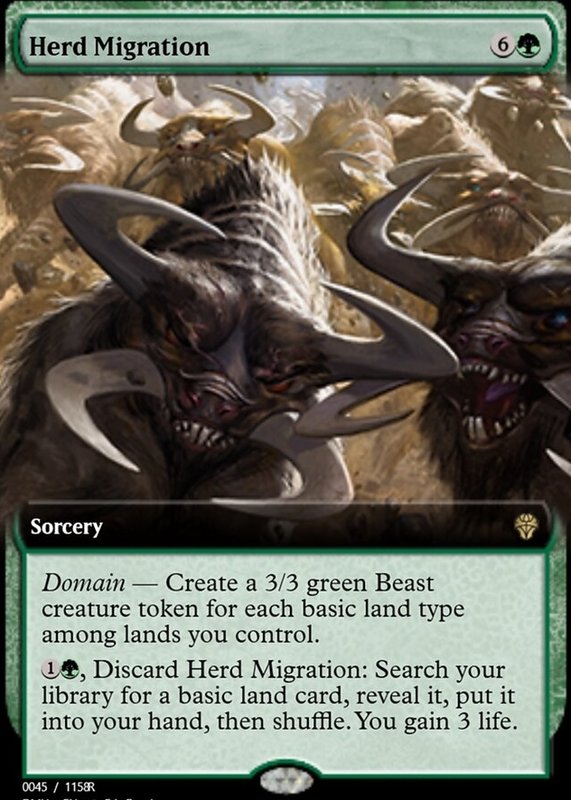 Herd Migration 6
Sorcery
Domain — Create a 3/3 green Beast
creature token for each basic land type
among lands you control.
1, Discard Herd Migration: Search your
library for a basic land card, reveal it, put it
into your hand, then shuffle. You gain 3 life.
0045 / 1158R